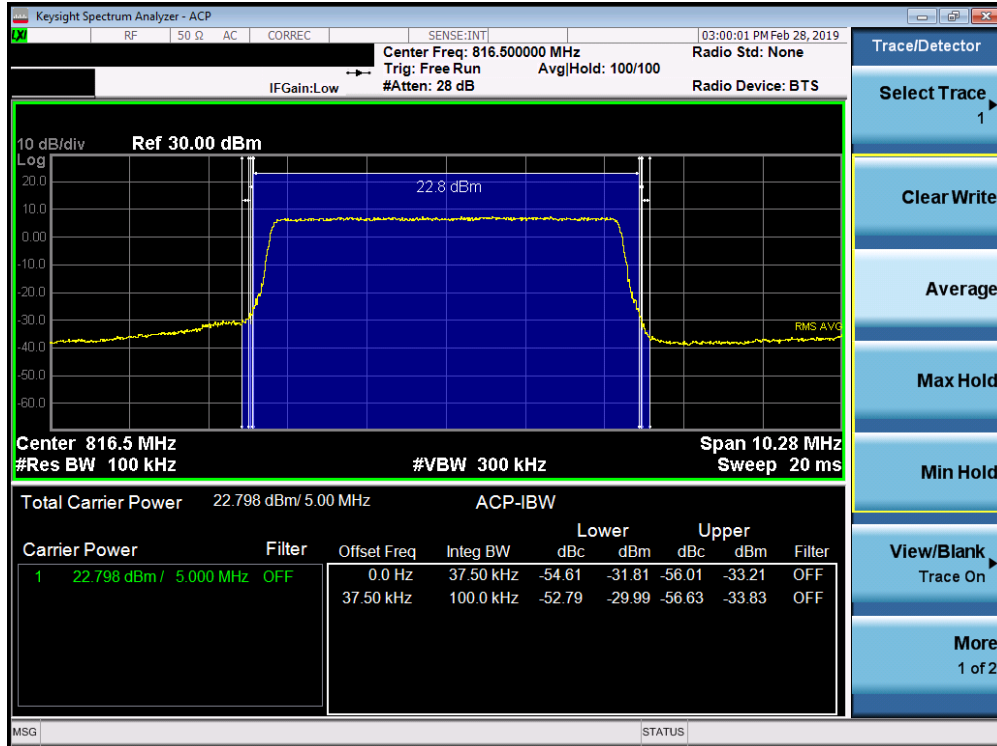 Keysight Spectrum Analyzer - ACP
LXI RF 50 Ω AC CORREC SENSE:INT 03:00:01 PM Feb 28, 2019
Center Freq: 816.500000 MHz Radio Std: None
Trig: Free Run Avg|Hold: 100/100
IFGain:Low #Atten: 28 dB Radio Device: BTS
10 dB/div Ref 30.00 dBm
Log
20.0
10.0
0.00
-10.0
-20.0
-30.0
-40.0
-50.0
-60.0
22.8 dBm
RMS AVG
Center 816.5 MHz Span 10.28 MHz
#Res BW 100 kHz #VBW 300 kHz Sweep 20 ms
Total Carrier Power 22.798 dBm/ 5.00 MHz ACP-IBW
Lower Upper
Carrier Power Filter Offset Freq Integ BW dBc dBm dBc dBm Filter
1 22.798 dBm / 5.000 MHz OFF 0.0 Hz 37.50 kHz -54.61 -31.81 -56.01 -33.21 OFF
37.50 kHz 100.0 kHz -52.79 -29.99 -56.63 -33.83 OFF
MSG STATUS
Trace/Detector
Select Trace
1
Clear Write
Average
Max Hold
Min Hold
View/Blank
Trace On
More
1 of 2